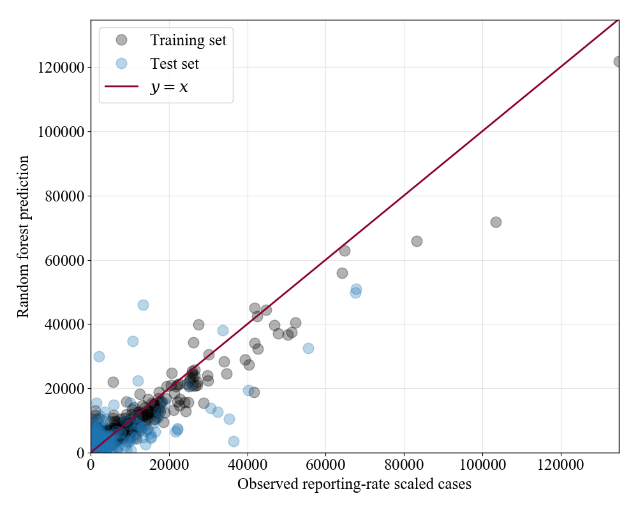 Training set
Test set
y = x
120000
100000
80000
60000
40000
20000
0
Random forest prediction
0 20000 40000 60000 80000 100000 120000
Observed reporting-rate scaled cases